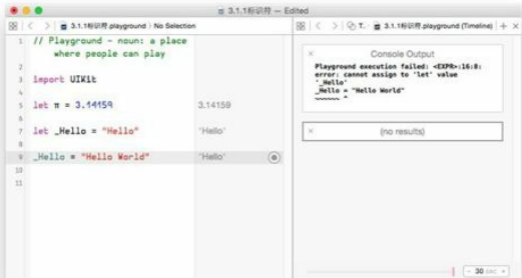 3.1.1标识符 — Edited
3.1.1标识符.playground › No Selection
T.
3.1.1标识符.playground (Timeline)
1 // Playground - noun: a place
where people can play
2
3 import UIKit
4
5 let π = 3.14159
3.14159
6
7 let _Hello = "Hello"
"Hello"
8
9 _Hello = "Hello World"
"Hello"
10
11
Console Output
Playground execution failed: <EXPR>:16:8:
error: cannot assign to 'let' value
'_Hello'
_Hello = "Hello World"
~~~~~~ ^
(no results)
- 30 sec +